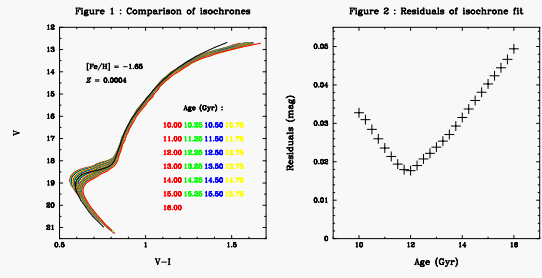 Figure 1 : Comparison of isochrones
12
13
14
15
16
17
18
19
20
21
V
[Fe/H] = −1.65
Z = 0.0004
Age (Gyr) :
10.00 10.25 10.50 10.75
11.00 11.25 11.50 11.75
12.00 12.25 12.50 12.75
13.00 13.25 13.50 13.75
14.00 14.25 14.50 14.75
15.00 15.25 15.50 15.75
16.00
0.5 1 1.5
V−I
Figure 2 : Residuals of isochrone fit
0.05
0.04
0.03
0.02
0.01
0
Residuals (mag)
10 12 14 16
Age (Gyr)